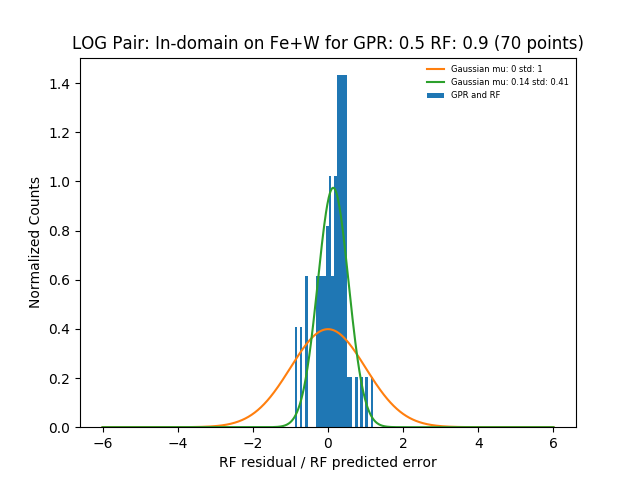 LOG Pair: In-domain on Fe+W for GPR: 0.5 RF: 0.9 (70 points)
Gaussian mu: 0 std: 1
Gaussian mu: 0.14 std: 0.41
GPR and RF
Normalized Counts
1.4
1.2
1.0
0.8
0.6
0.4
0.2
0.0
−6 −4 −2 0 2 4 6
RF residual / RF predicted error